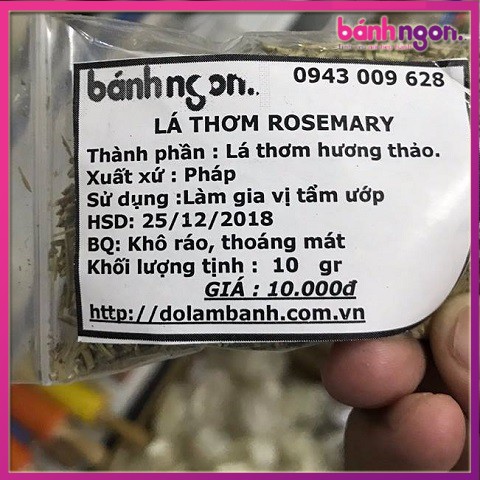 bánhngon.
bánhngon..
0943 009 628
LÁ THƠM ROSEMARY
Thành phần : Lá thơm hương thảo.
Xuất xứ : Pháp
Sử dụng :Làm gia vị tẩm ướp
HSD: 25/12/2018
BQ: Khô ráo, thoáng mát
Khối lượng tịnh : 10 gr
GIÁ : 10.000đ
http://dolambanh.com.vn